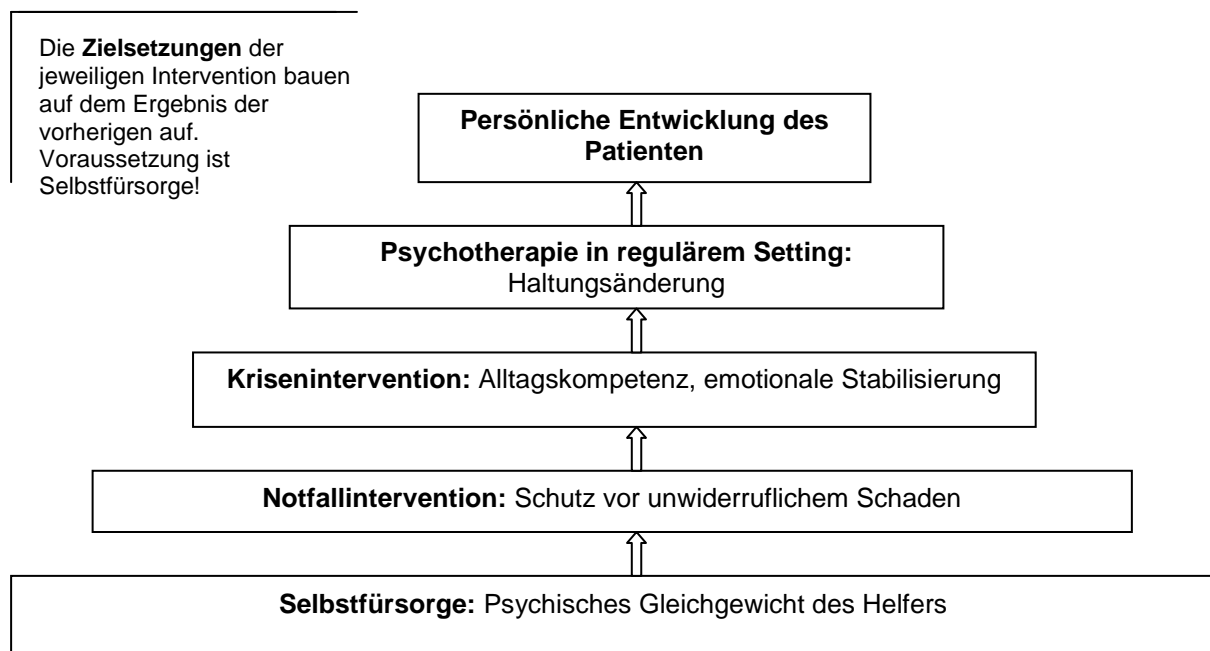 Die Zielsetzungen der
jeweiligen Intervention bauen
auf dem Ergebnis der
vorherigen auf.
Voraussetzung ist
Selbstfürsorge!
Persönliche Entwicklung des
Patienten
Psychotherapie in regulärem Setting:
Haltungsänderung
Krisenintervention: Alltagskompetenz, emotionale Stabilisierung
Notfallintervention: Schutz vor unwiderruflichem Schaden
Selbstfürsorge: Psychisches Gleichgewicht des Helfers